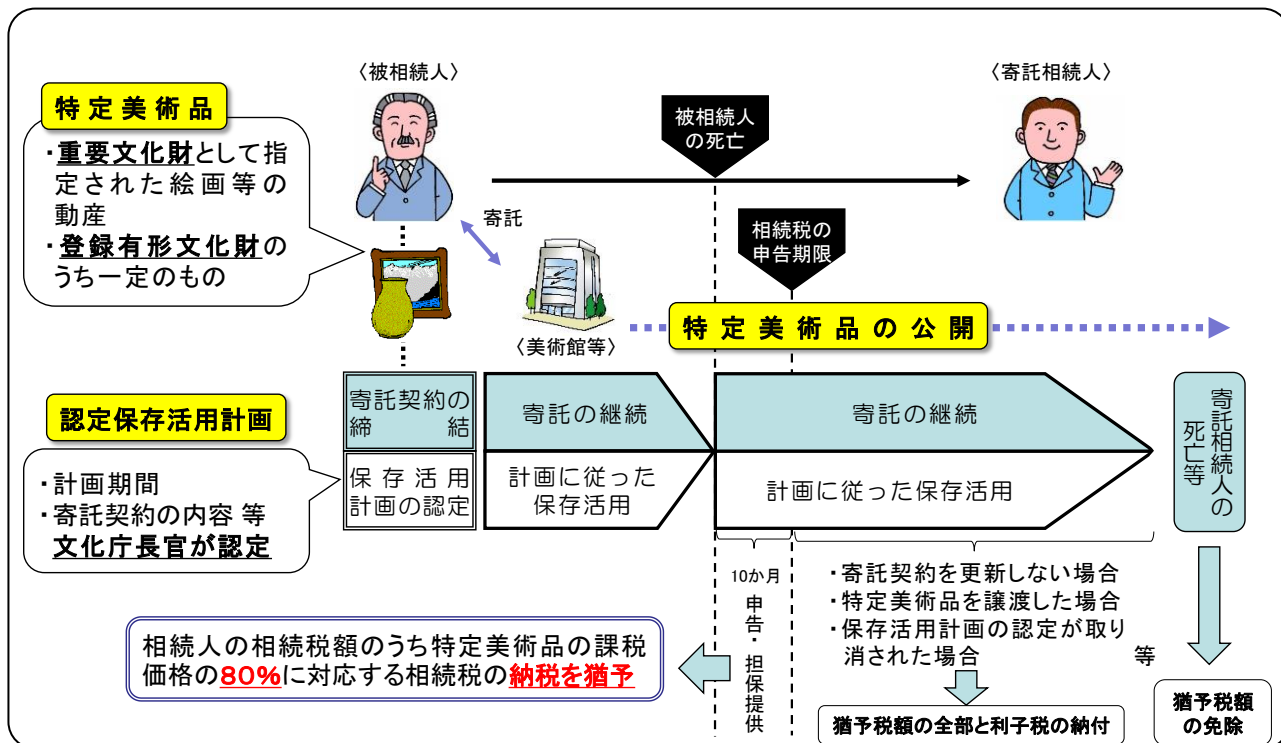 〈被相続人〉
〈寄託相続人〉
特定美術品
・重要文化財として指
定された絵画等の
動産
・登録有形文化財の
うち一定のもの
被相続人
の死亡
寄託
相続税の
申告期限
〈美術館等〉
特定美術品の公開
認定保存活用計画
・計画期間
・寄託契約の内容 等
文化庁長官が認定
寄託契約の
締結
寄託の継続
寄託の継続
保存活用
計画の認定
計画に従った
保存活用
計画に従った保存活用
寄託相続人の
死亡等
10か月
申告・担保提供
・寄託契約を更新しない場合
・特定美術品を譲渡した場合
・保存活用計画の認定が取り
消された場合 等
相続人の相続税額のうち特定美術品の課税
価格の80%に対応する相続税の納税を猶予
猶予税額の全部と利子税の納付
猶予税額
の免除